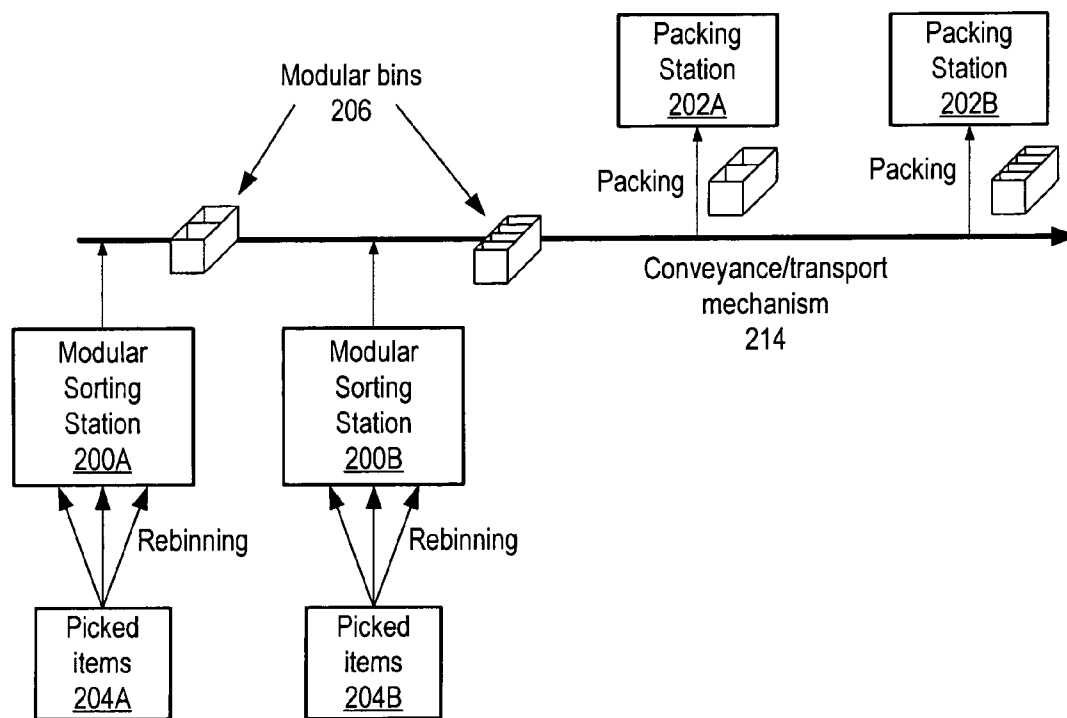 Packing
Station
202A
Packing
Station
202B
Modular bins
206
Packing
Packing
Conveyance/transport
mechanism
214
Modular
Sorting
Station
200A
Modular
Sorting
Station
200B
Rebinning
Rebinning
Picked
items
204A
Picked
items
204B